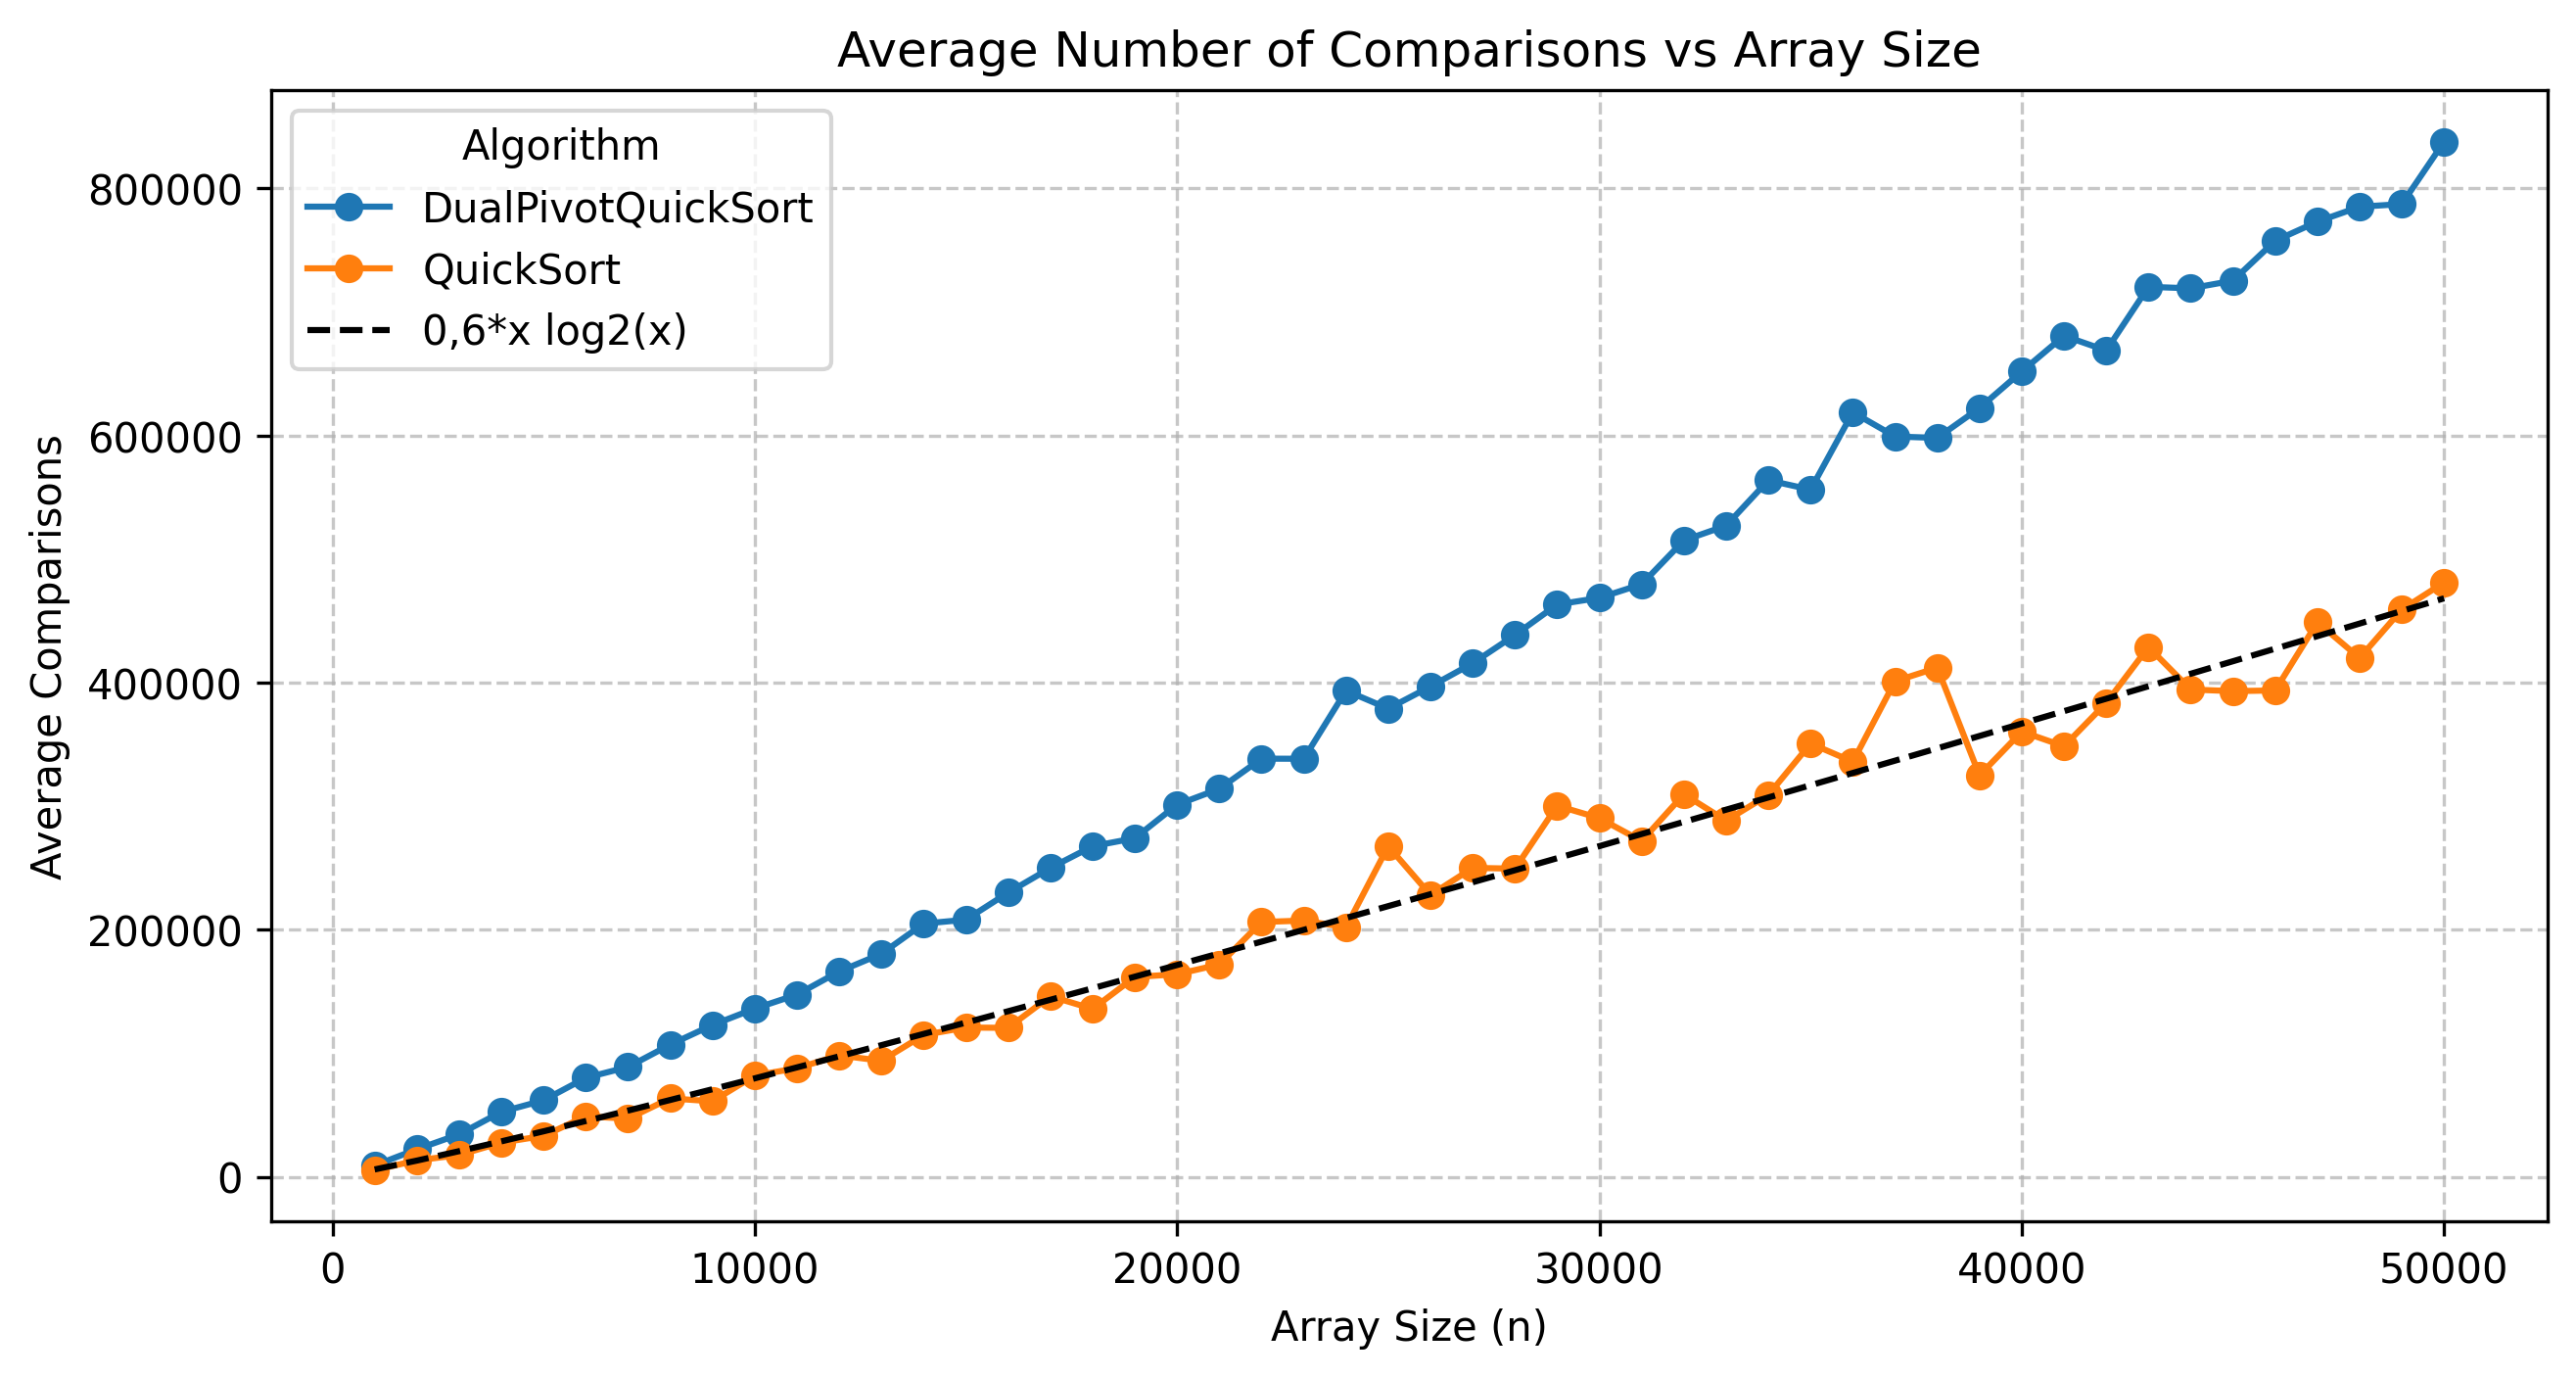 Average Number of Comparisons vs Array Size
Algorithm
DualPivotQuickSort
QuickSort
0,6*x log2(x)
Average Comparisons
800000
600000
400000
200000
0
0
10000
20000
30000
40000
50000
Array Size (n)